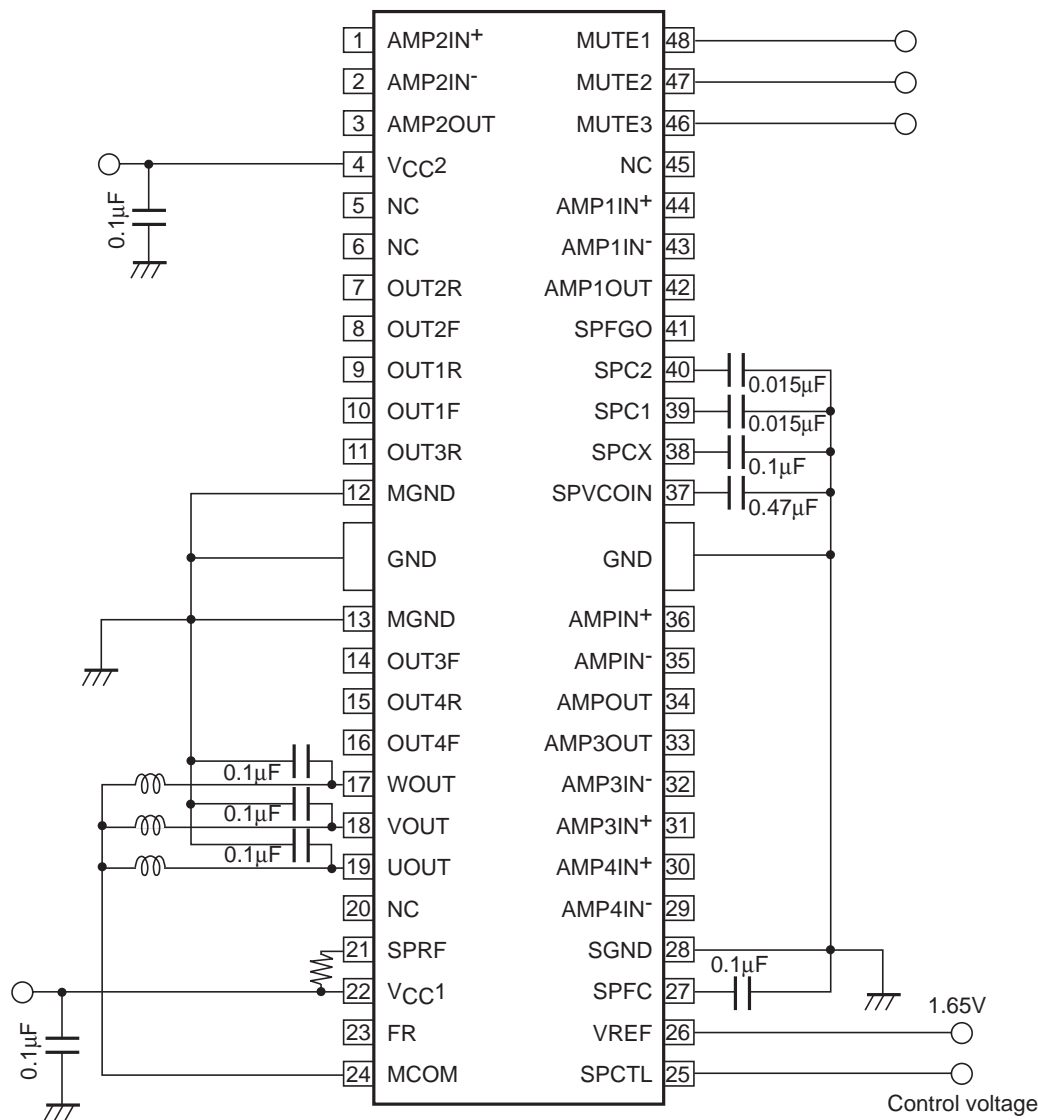 1 AMP2IN+ MUTE1 48
2 AMP2IN- MUTE2 47
3 AMP2OUT MUTE3 46
4 VCC2 NC 45
0.1µF
5 NC AMP1IN+ 44
6 NC AMP1IN- 43
7 OUT2R AMP1OUT 42
8 OUT2F SPFGO 41
9 OUT1R SPC2 40
0.015µF
10 OUT1F SPC1 39
0.015µF
11 OUT3R SPCX 38
0.1µF
12 MGND SPVCOIN 37
0.47µF
GND GND
13 MGND AMPIN+ 36
14 OUT3F AMPIN- 35
15 OUT4R AMPOUT 34
16 OUT4F AMP3OUT 33
0.1µF
17 WOUT AMP3IN- 32
0.1µF
18 VOUT AMP3IN+ 31
0.1µF
19 UOUT AMP4IN+ 30
20 NC AMP4IN- 29
21 SPRF SGND 28
0.1µF
22 VCC1 SPFC 27
0.1µF
1.65V
23 FR VREF 26
24 MCOM SPCTL 25
Control voltage